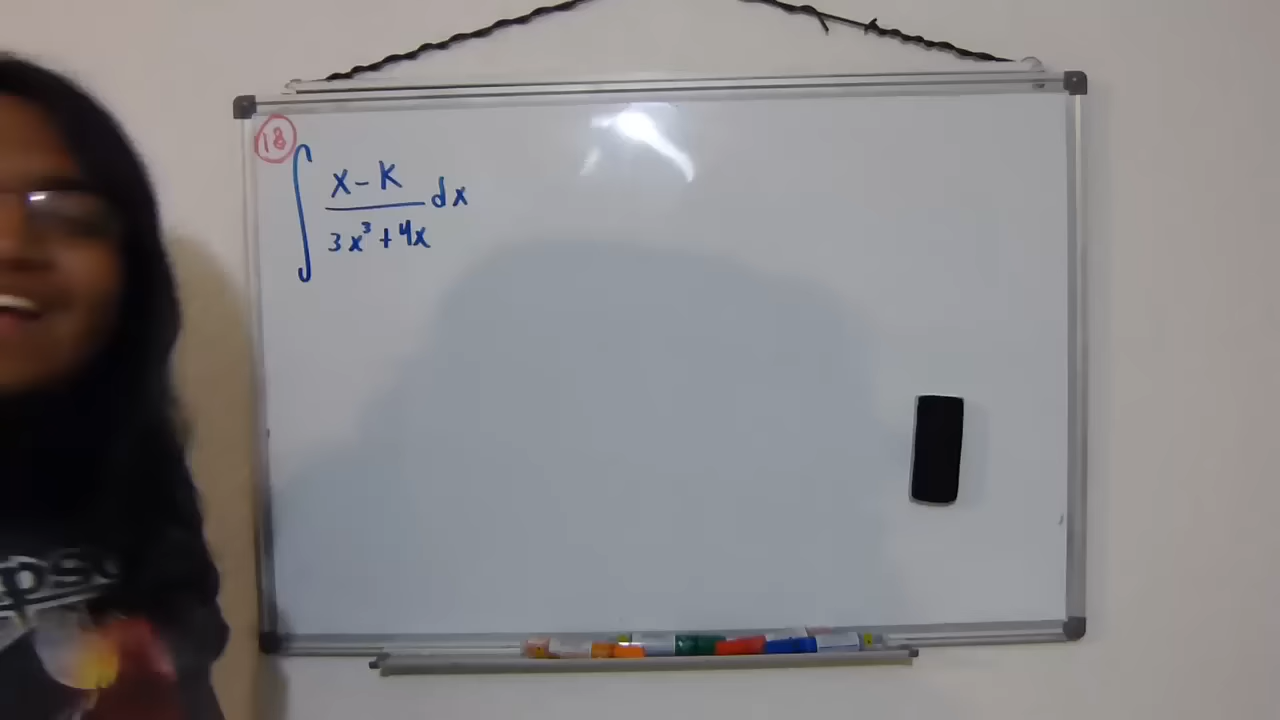 18
∫ x - k / 3x³ + 4x dx